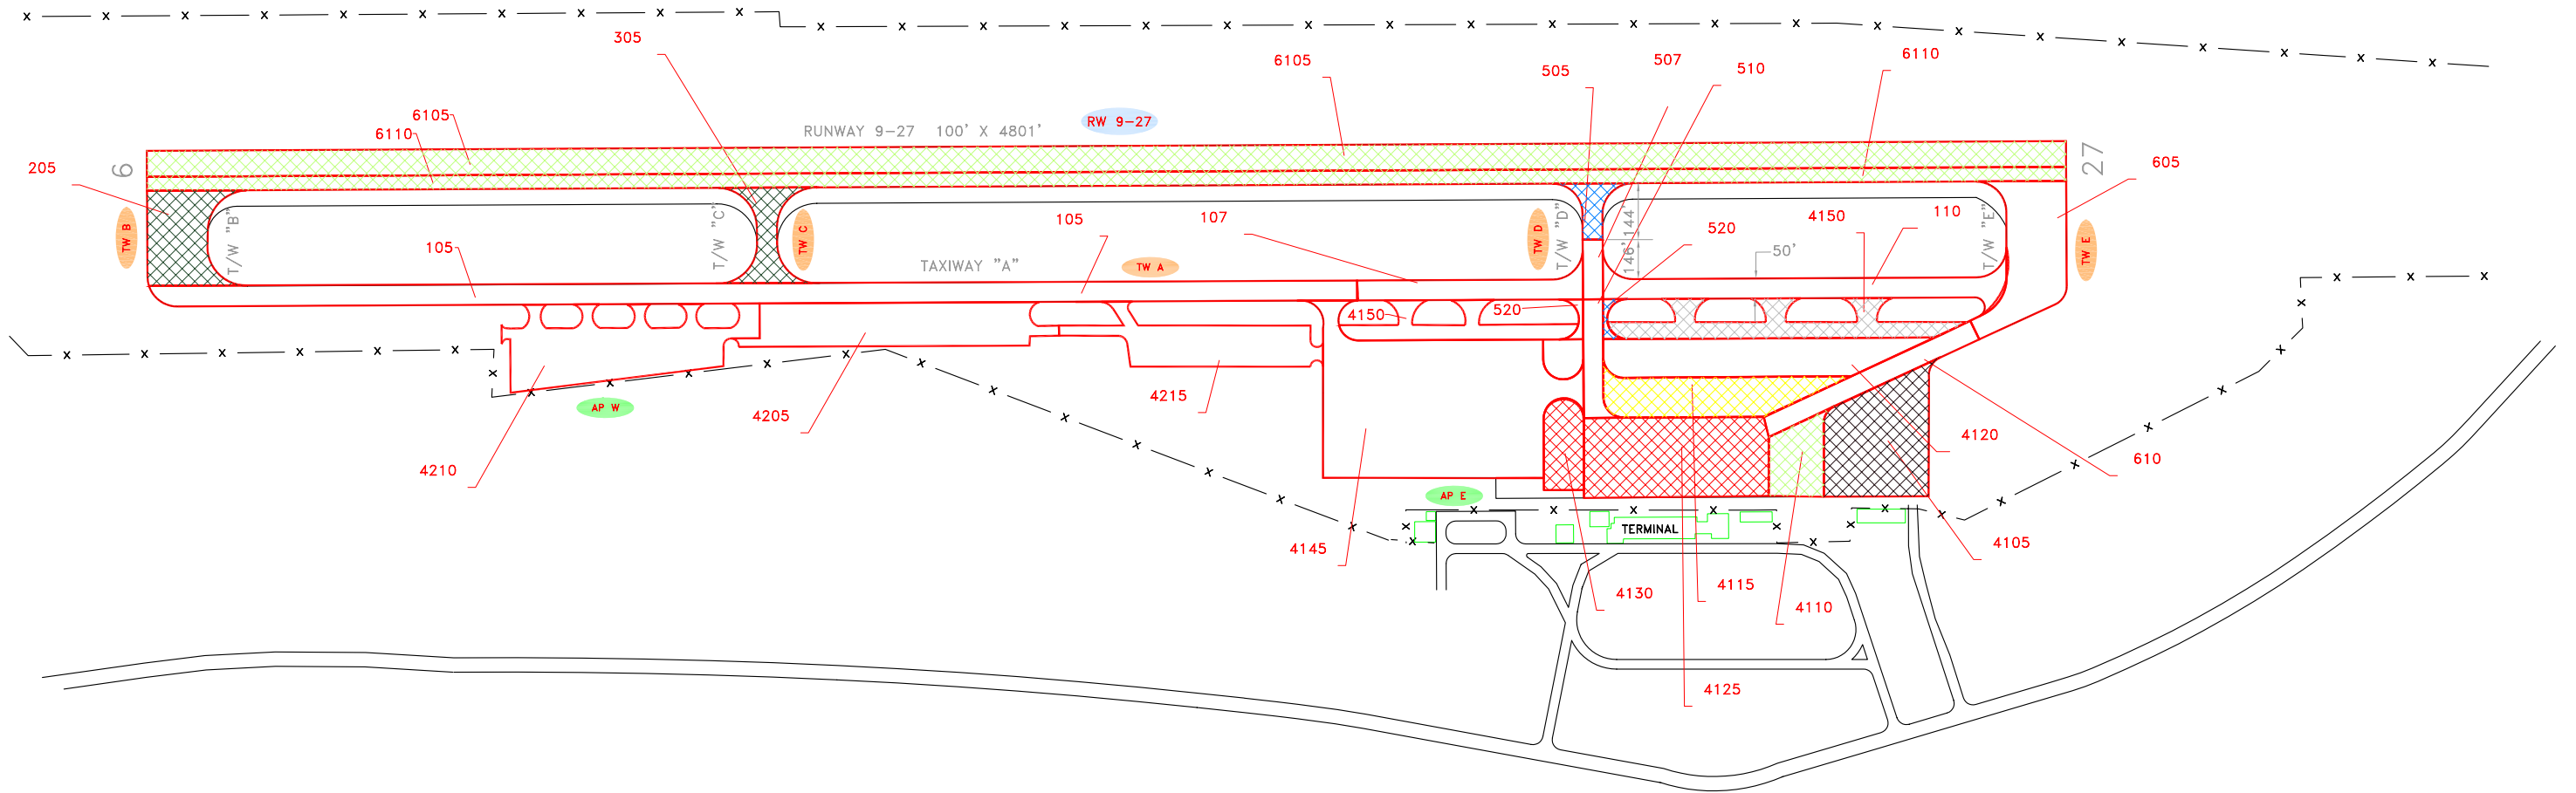 305
6105
505
507
510
6110
6105
6110
RUNWAY 9-27 100' X 4801'
RW 9-27
205
6
27
605
TW B
T/W "B"
T/W "C"
TW C
105
107
TW D
T/W "D"
144'
146'
520
4150
110
T/W "E"
TW E
105
TAXIWAY "A"
TW A
50'
4150
520
4210
AP W
4205
4215
4120
610
AP E
TERMINAL
4145
4105
4130
4115
4110
4125